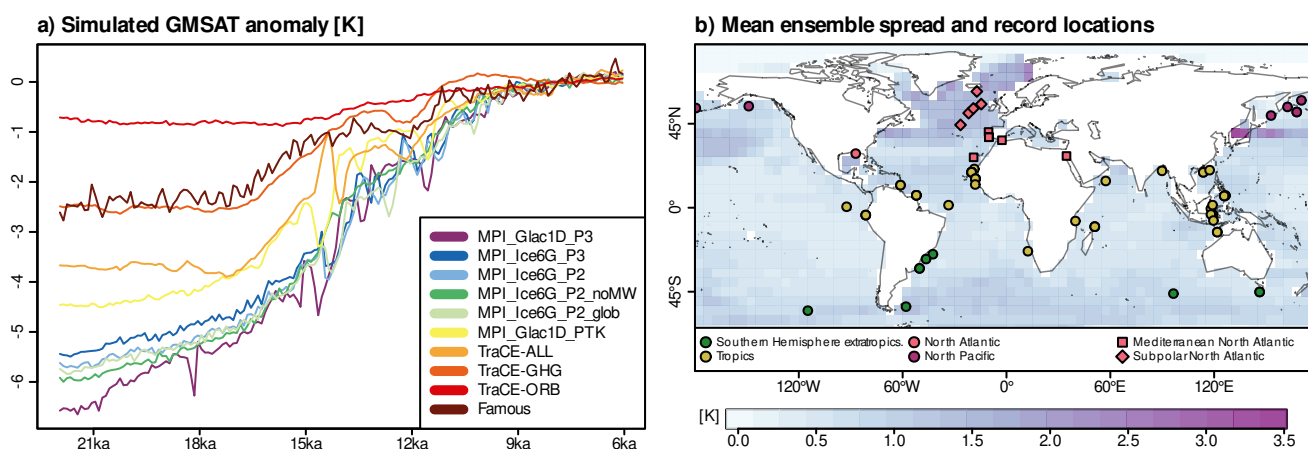 a) Simulated GMSAT anomaly [K]
0
-1
-2
-3
-4
-5
-6
21ka 18ka 15ka 12ka 9ka 6ka
MPI_Glac1D_P3
MPI_Ice6G_P3
MPI_Ice6G_P2
MPI_Ice6G_P2_noMW
MPI_Ice6G_P2_glob
MPI_Glac1D_PTK
TraCE-ALL
TraCE-GHG
TraCE-ORB
Famous
b) Mean ensemble spread and record locations
45°N
0°
45°S
Southern Hemisphere extratropics. North Atlantic Mediterranean North Atlantic
Tropics North Pacific Subpolar North Atlantic
120°W 60°W 0° 60°E 120°E
[K]
0.0 0.5 1.0 1.5 2.0 2.5 3.0 3.5